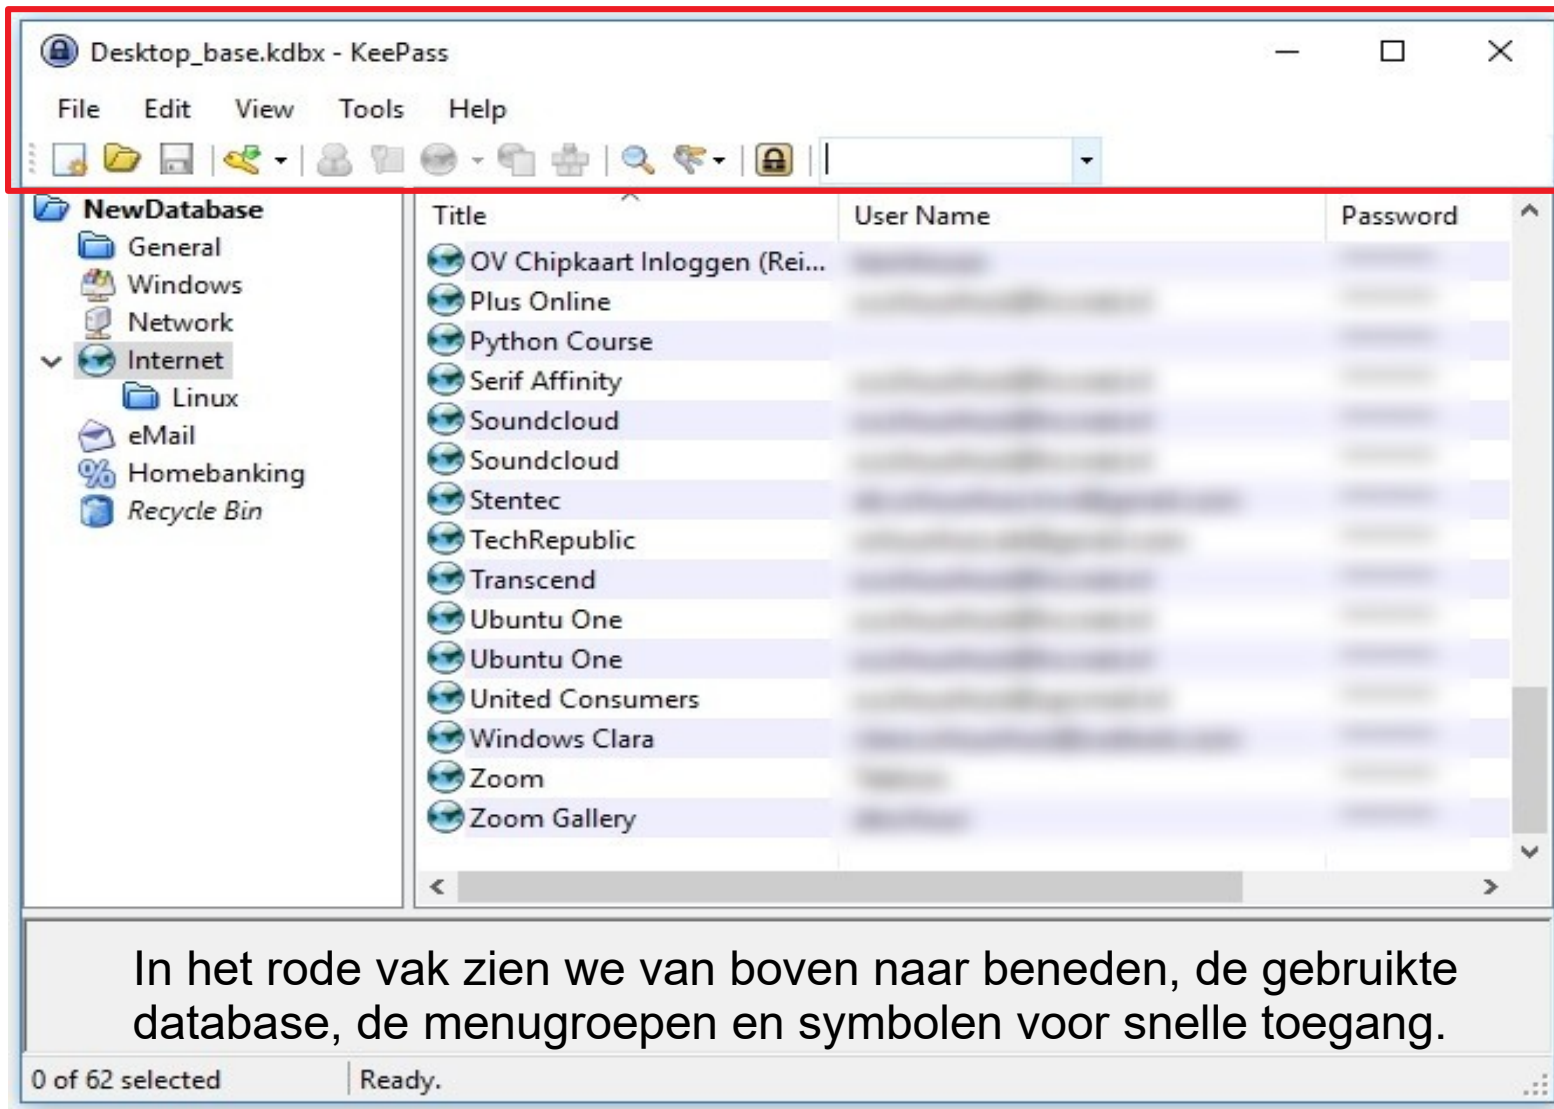 Desktop_base.kdbx - KeePass
File Edit View Tools Help
NewDatabase
General
Windows
Network
Internet
Linux
eMail
Homebanking
Recycle Bin
Title User Name Password
OV Chipkaart Inloggen (Rei...
Plus Online
Python Course
Serif Affinity
Soundcloud
Soundcloud
Stentec
TechRepublic
Transcend
Ubuntu One
Ubuntu One
United Consumers
Windows Clara
Zoom
Zoom Gallery
In het rode vak zien we van boven naar beneden, de gebruikte
database, de menugroepen en symbolen voor snelle toegang.
0 of 62 selected Ready.